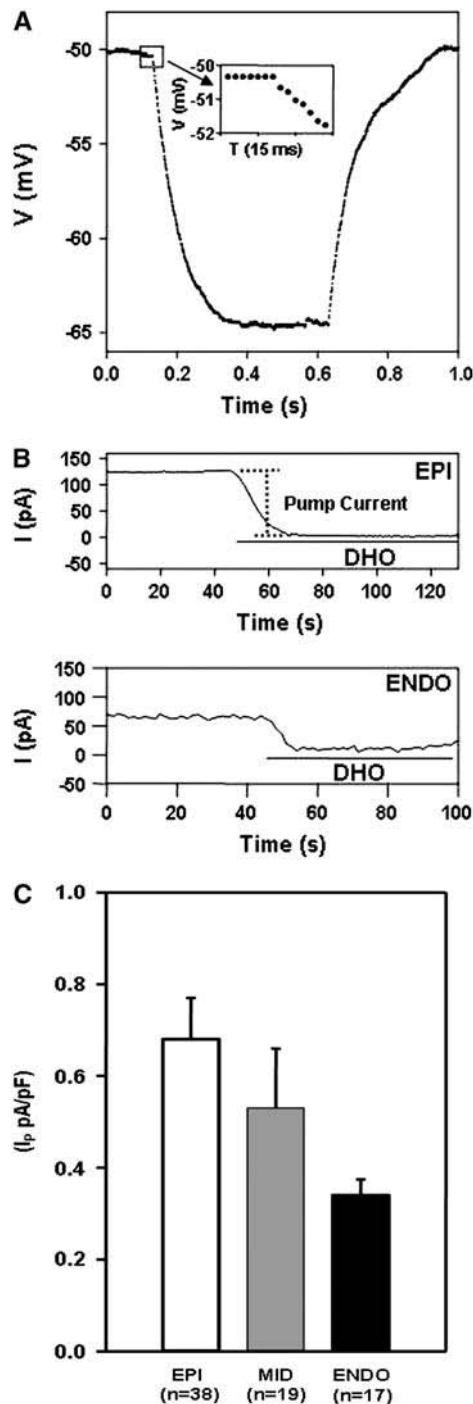 A
-50
-55
-60
-65
V (mV)
-50
-51
-52
V (mV)
T (15 ms)
0.0 0.2 0.4 0.6 0.8 1.0
Time (s)
B
150
100
50
0
-50
I (pA)
EPI
Pump Current
DHO
0 20 40 60 80 100 120
Time (s)
150
100
50
0
-50
I (pA)
ENDO
DHO
0 20 40 60 80 100
Time (s)
C
1.0
0.8
0.6
0.4
0.2
0.0
(Ip pA/pF)
EPI MID ENDO
(n=38) (n=19) (n=17)